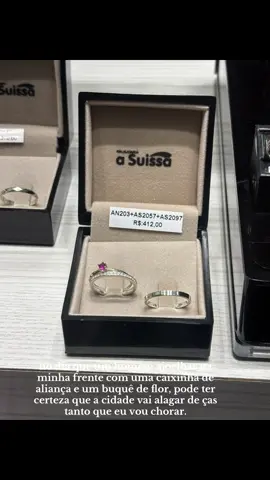 a Suissa
a Suissa
AN203+AS2057+AS2097
R$:412,00
minha frente com uma caixinha de
aliança e um buquê de flor, pode ter
certeza que a cidade vai alagar de ças
tanto que eu vou chorar.